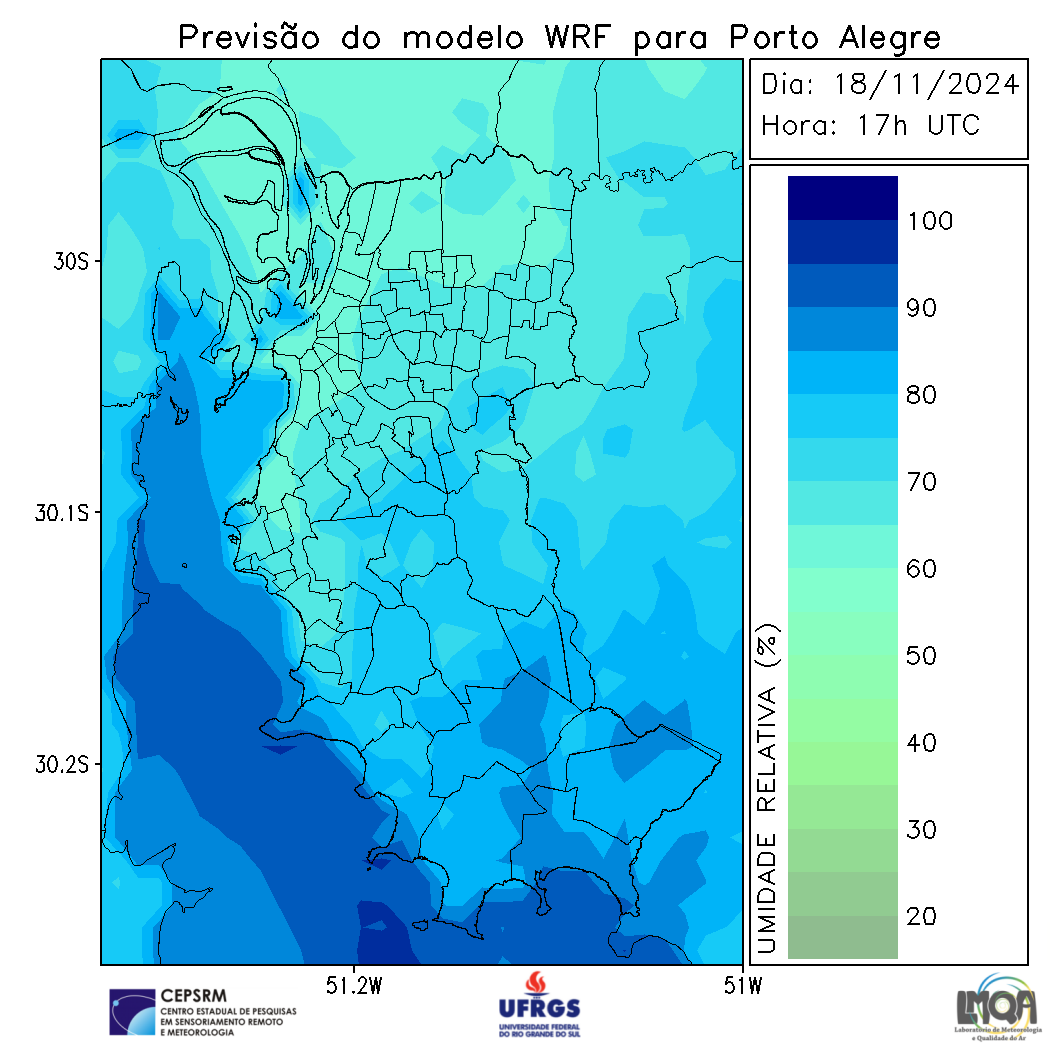 Previsão do modelo WRF para Porto Alegre
Dia: 18/11/2024
Hora: 17h UTC
30S
30.1S
30.2S
51.2W
51W
UMIDADE RELATIVA (%)
100
90
80
70
60
50
40
30
20
CEPSRM
CENTRO ESTADUAL DE PESQUISAS
EM SENSORIAMENTO REMOTO
E METEOROLOGIA
UFRGS
UNIVERSIDADE FEDERAL
DO RIO GRANDE DO SUL
LMQA
Laboratório de Meteorologia
e Qualidade do Ar